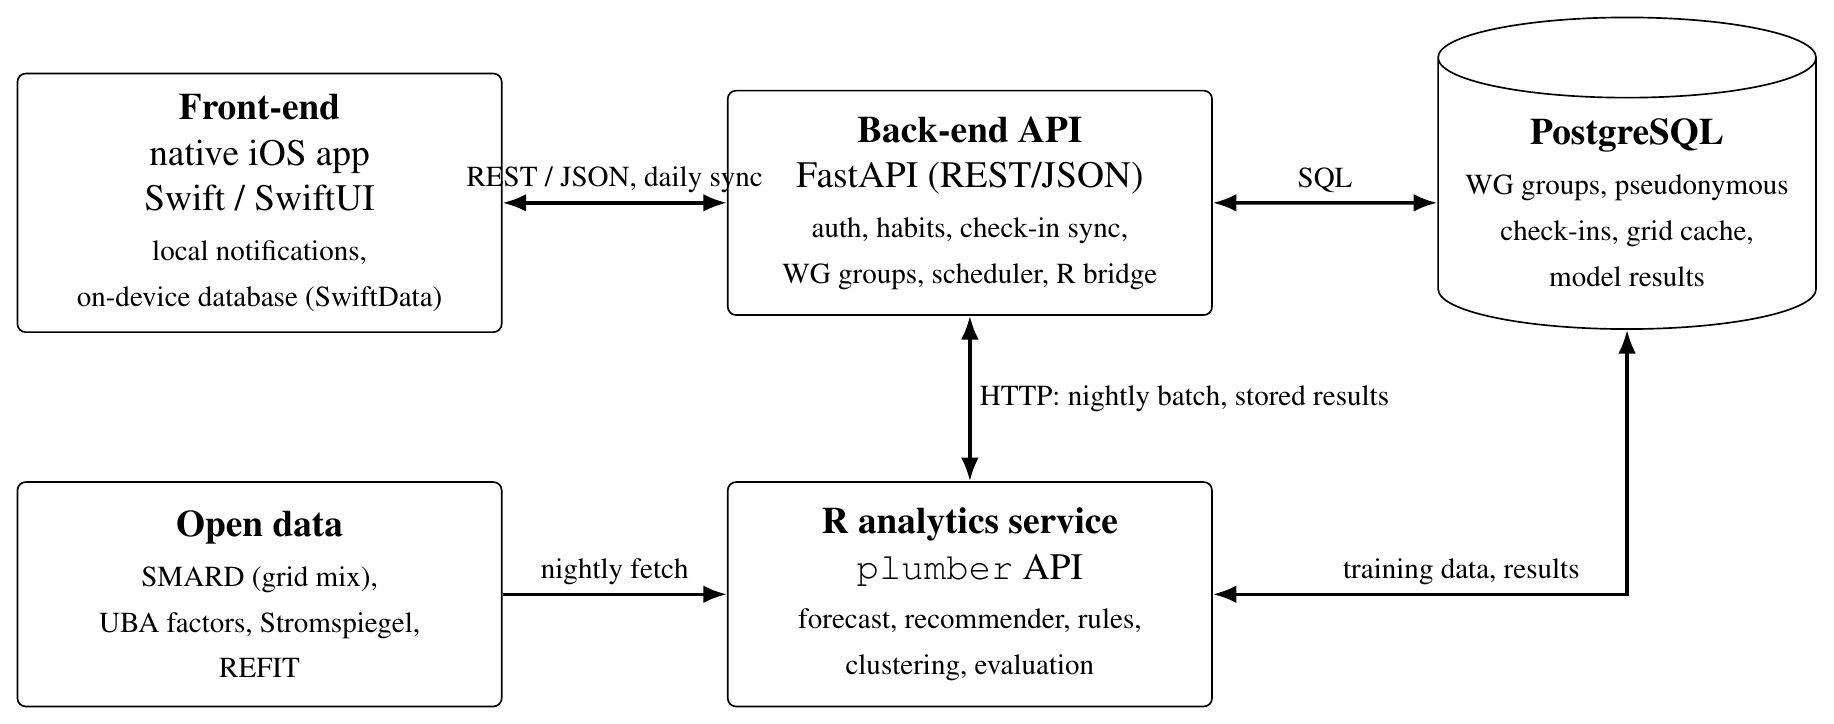 Front-end
native iOS app
Swift / SwiftUI
local notifications,
on-device database (SwiftData)
REST / JSON, daily sync
Back-end API
FastAPI (REST/JSON)
auth, habits, check-in sync,
WG groups, scheduler, R bridge
SQL
PostgreSQL
WG groups, pseudonymous
check-ins, grid cache,
model results
HTTP: nightly batch, stored results
Open data
SMARD (grid mix),
UBA factors, Stromspiegel,
REFIT
nightly fetch
R analytics service
plumber API
forecast, recommender, rules,
clustering, evaluation
training data, results